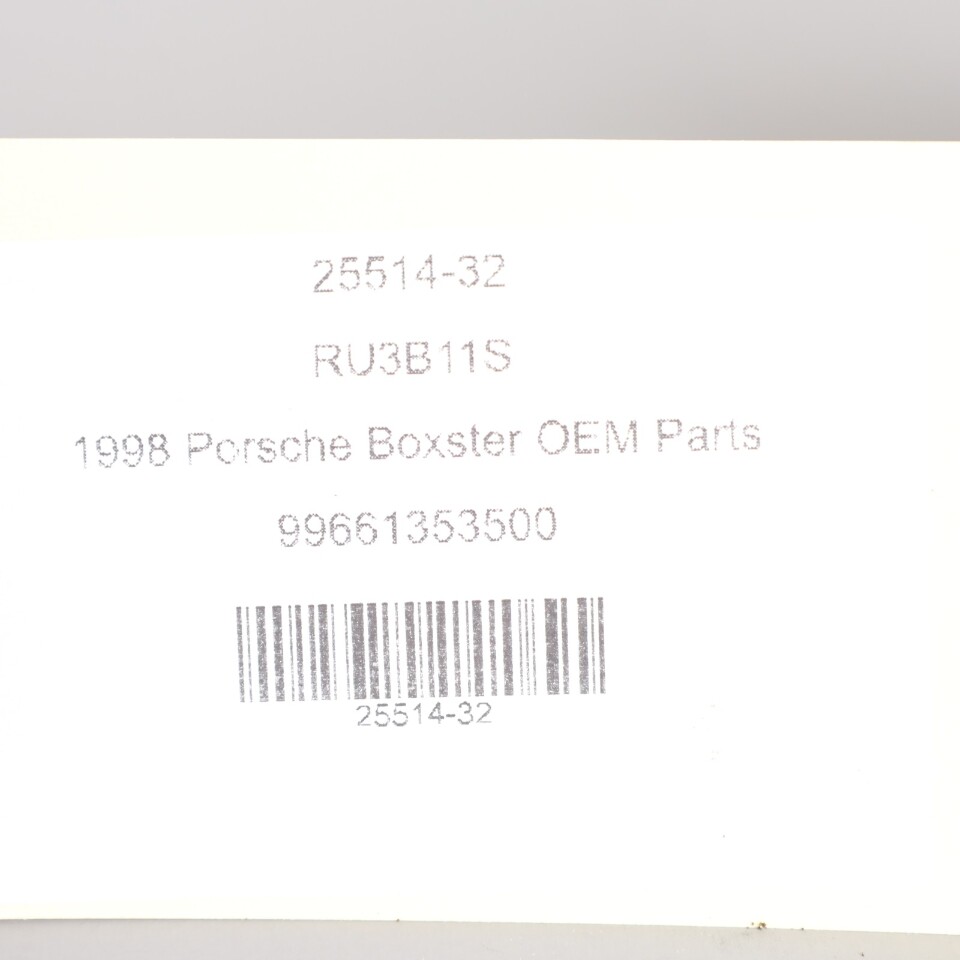 25514-32
RU3B11S
1998 Porsche Boxster OEM Parts
99661353500
25514-32